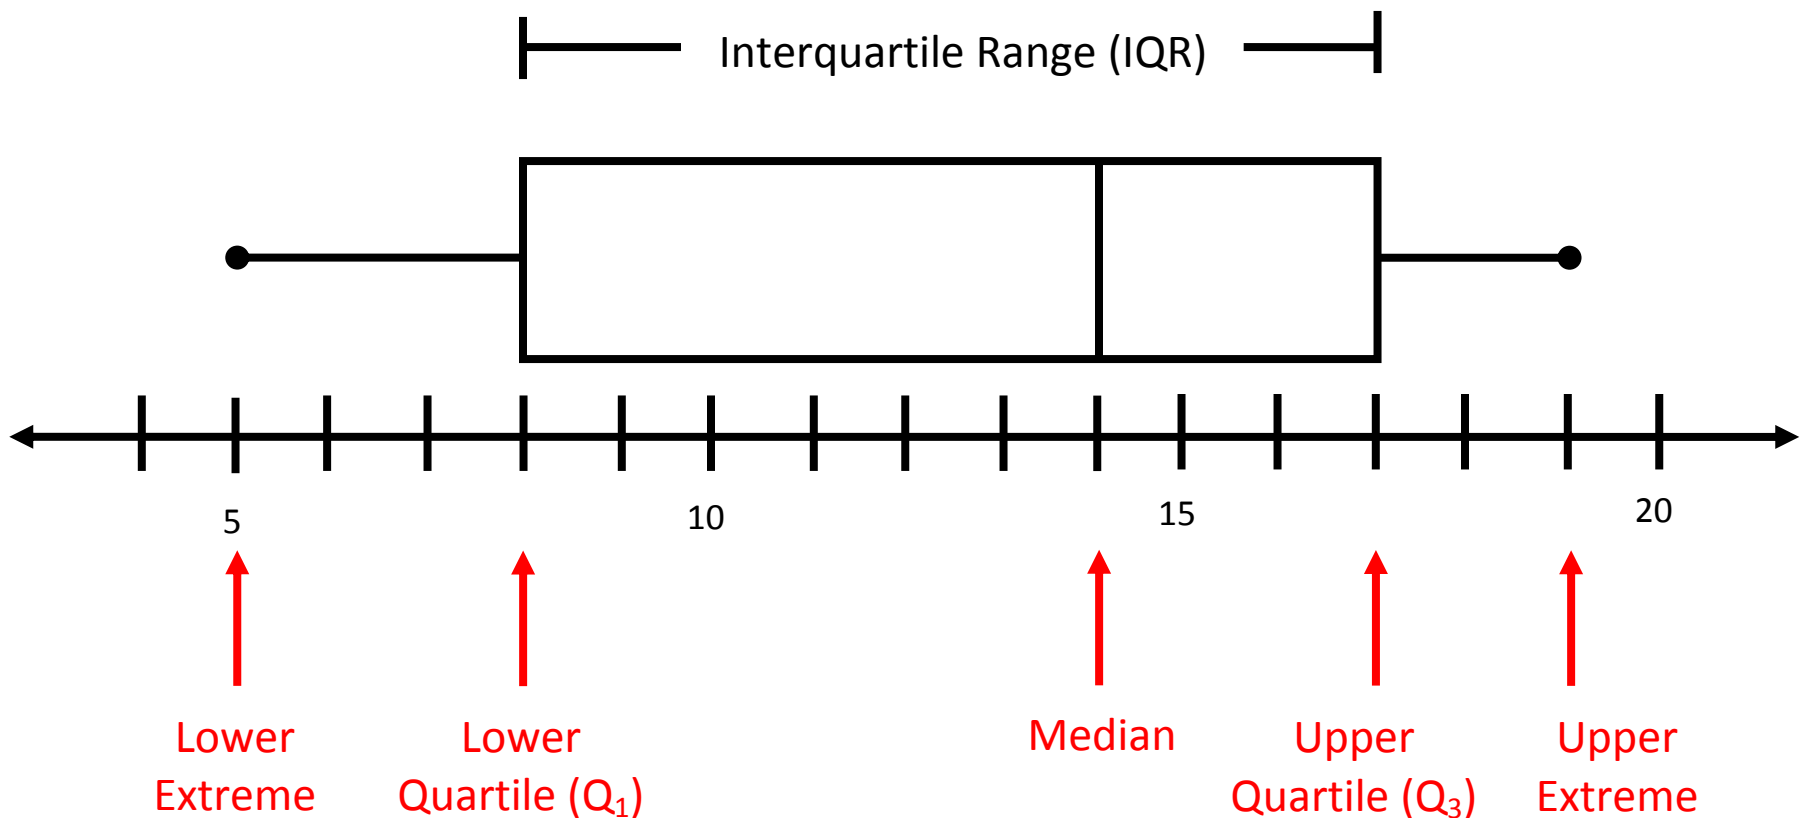 Interquartile Range (IQR)
5
10
15
20
Lower
Extreme
Lower
Quartile (Q₁)
Median
Upper
Quartile (Q₃)
Upper
Extreme